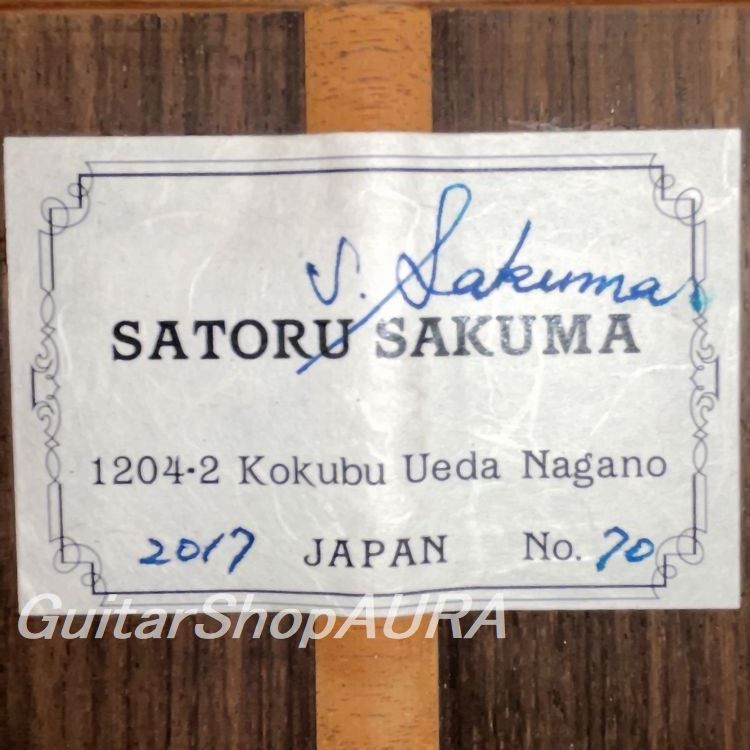 S. Sakuma
SATORU SAKUMA
1204-2 Kokubu Ueda Nagano
2017 JAPAN No. 70
GuitarShopAURA